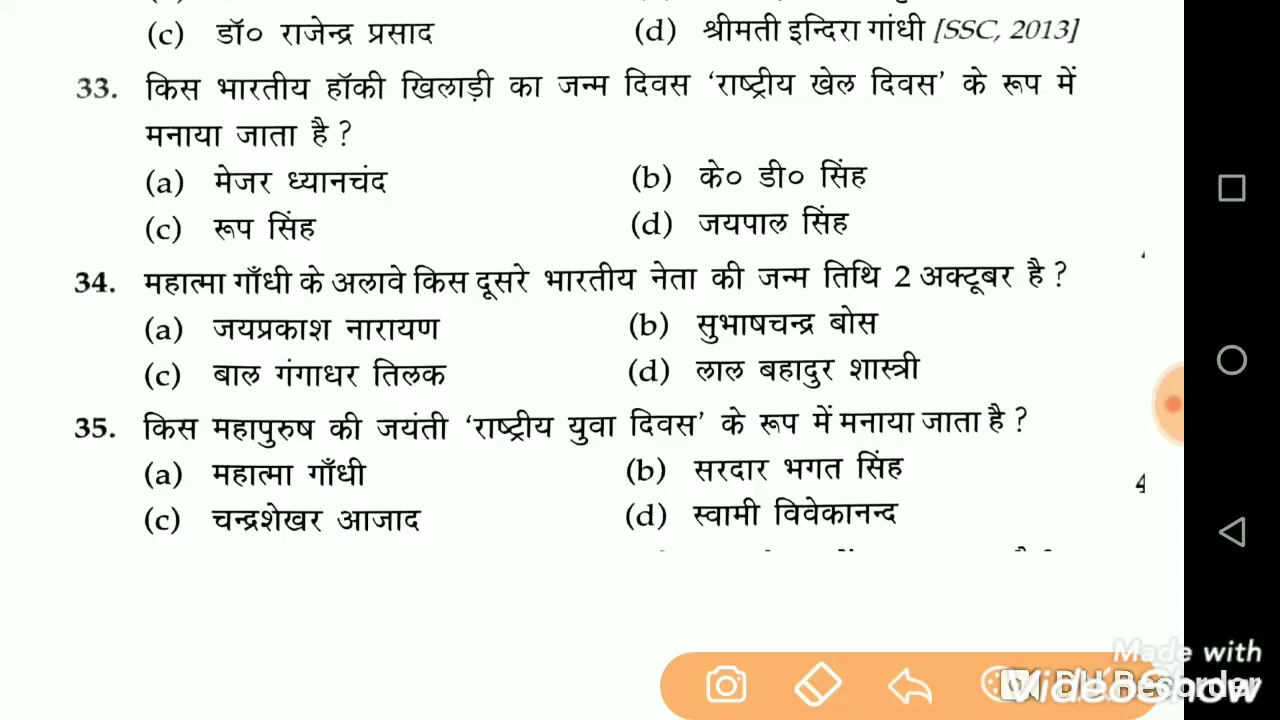 (c) डॉ० राजेन्द्र प्रसाद (d) श्रीमती इन्दिरा गांधी [SSC, 2013]
33. किस भारतीय हॉकी खिलाड़ी का जन्म दिवस ‘राष्ट्रीय खेल दिवस’ के रूप में
मनाया जाता है ?
(a) मेजर ध्यानचंद (b) के० डी० सिंह
(c) रूप सिंह (d) जयपाल सिंह
34. महात्मा गाँधी के अलावे किस दूसरे भारतीय नेता की जन्म तिथि 2 अक्टूबर है ?
(a) जयप्रकाश नारायण (b) सुभाषचन्द्र बोस
(c) बाल गंगाधर तिलक (d) लाल बहादुर शास्त्री
35. किस महापुरुष की जयंती ‘राष्ट्रीय युवा दिवस’ के रूप में मनाया जाता है ?
(a) महात्मा गाँधी (b) सरदार भगत सिंह
4
(c) चन्द्रशेखर आजाद (d) स्वामी विवेकानन्द
Made with
VideoShow